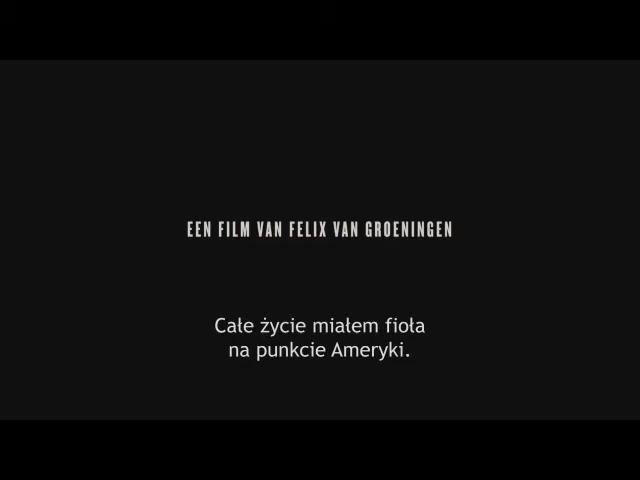 EEN FILM VAN FELIX VAN GROENINGEN
Całe życie miałem fioła
na punkcie Ameryki.